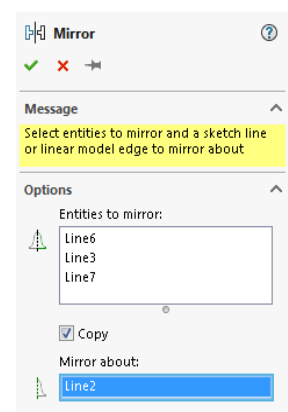 Mirror
Message
Select entities to mirror and a sketch line
or linear model edge to mirror about
Options
Entities to mirror:
Line6
Line3
Line7
Copy
Mirror about:
Line2